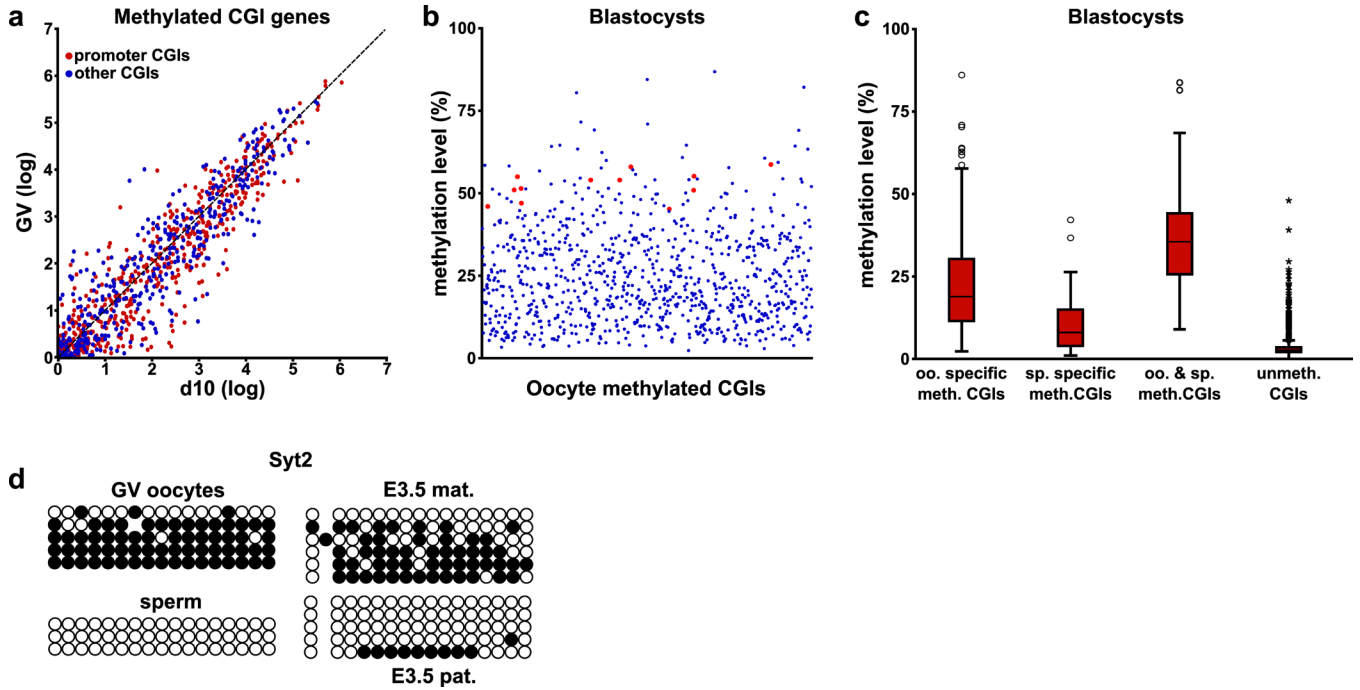 a
Methylated CGI genes
7
6
5
4
3
2
1
0
GV (log)
promoter CGIs
other CGIs
0 1 2 3 4 5 6 7
d10 (log)
b
Blastocysts
100
75
50
25
0
methylation level (%)
Oocyte methylated CGIs
c
Blastocysts
100
75
50
25
0
methylation level (%)
oo. specific
meth. CGIs
sp. specific
meth.CGIs
oo. & sp.
meth.CGIs
unmeth.
CGIs
d
Syt2
GV oocytes
E3.5 mat.
sperm
E3.5 pat.